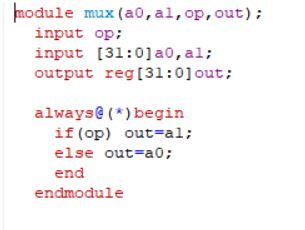 module mux(a0,a1,op,out);
input op;
input [31:0]a0,a1;
output reg[31:0]out;
always@(*)begin
if(op) out=a1;
else out=a0;
end
endmodule